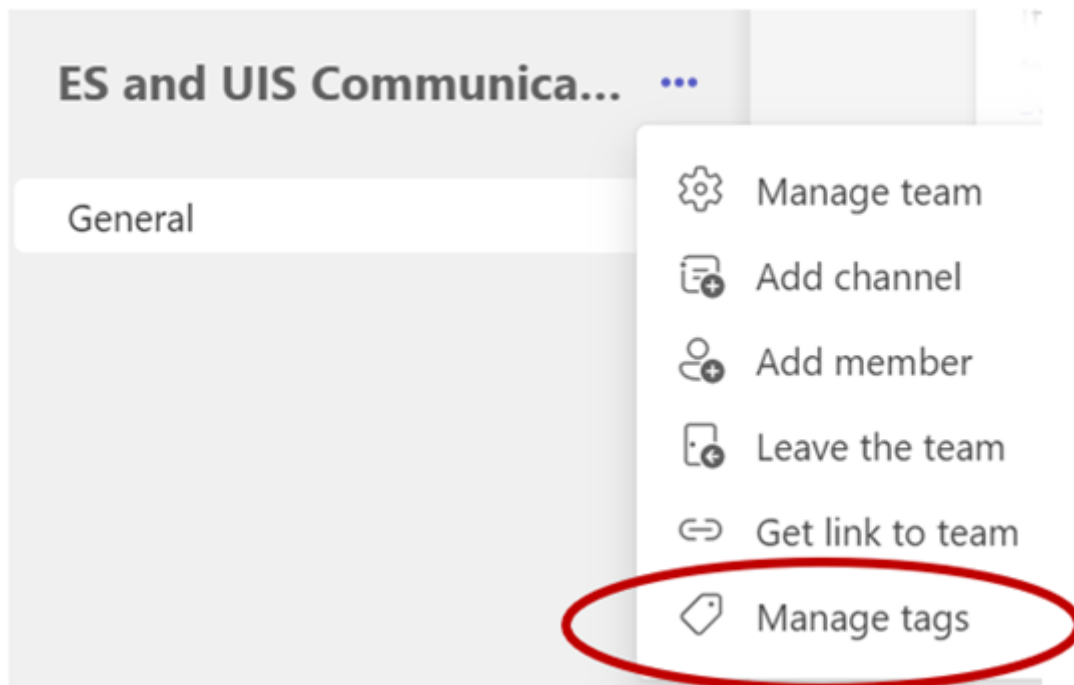 ES and UIS Communica...
General
Manage team
Add channel
Add member
Leave the team
Get link to team
Manage tags